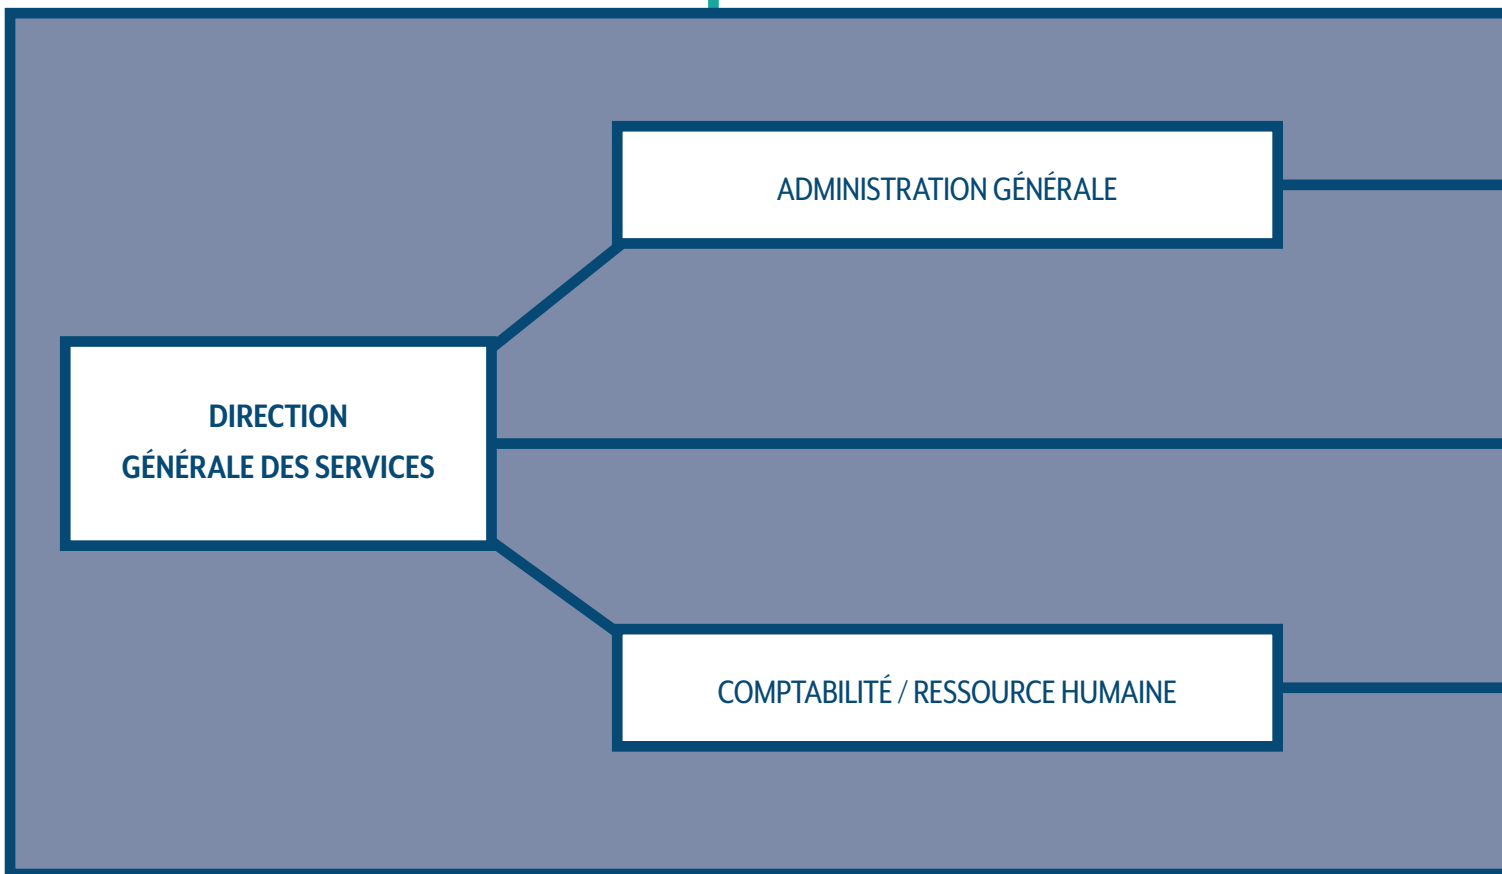 ADMINISTRATION GÉNÉRALE
DIRECTION
GÉNÉRALE DES SERVICES
COMPTABILITÉ / RESSOURCE HUMAINE